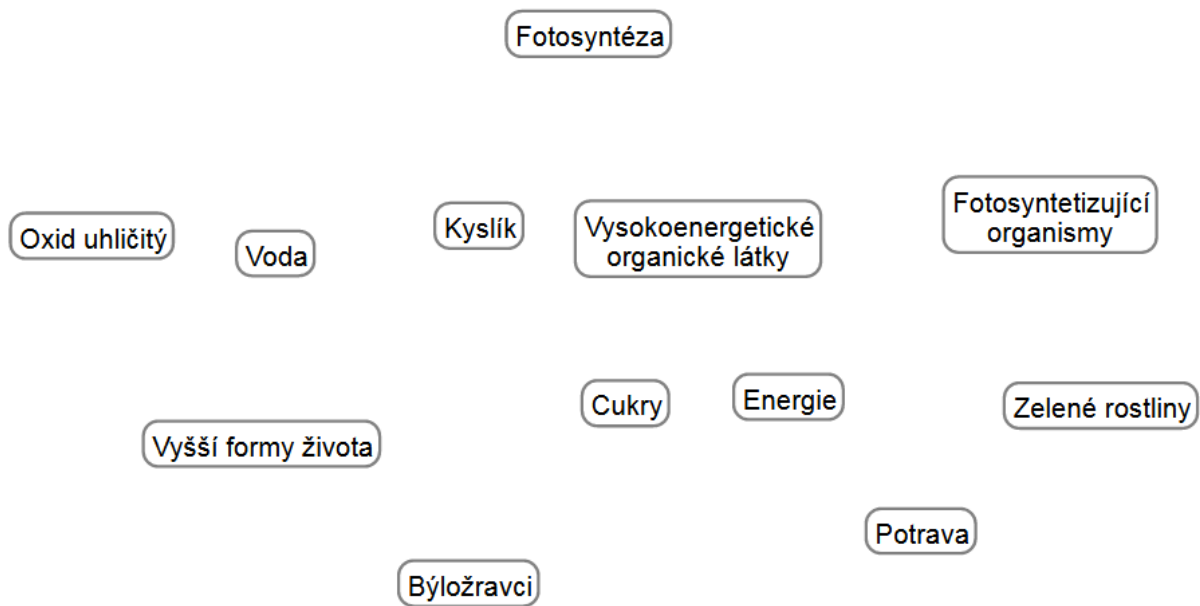 Fotosyntéza
Oxid uhličitý
Voda
Kyslík
Vysokoenergetické
organické látky
Fotosyntetizující
organismy
Vyšší formy života
Cukry
Energie
Zelené rostliny
Býložravci
Potrava